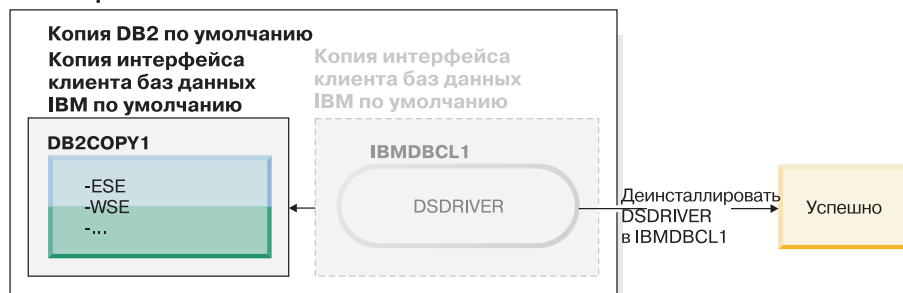 Копия DB2 по умолчанию
Копия интерфейса
клиента баз данных
IBM по умолчанию
Копия интерфейса
клиента баз данных
IBM по умолчанию
DB2COPY1
-ESE
-WSE
-...
IBMDBCL1
DSDRIVER
Деинсталлировать
DSDRIVER
в IBMDBCL1
Успешно